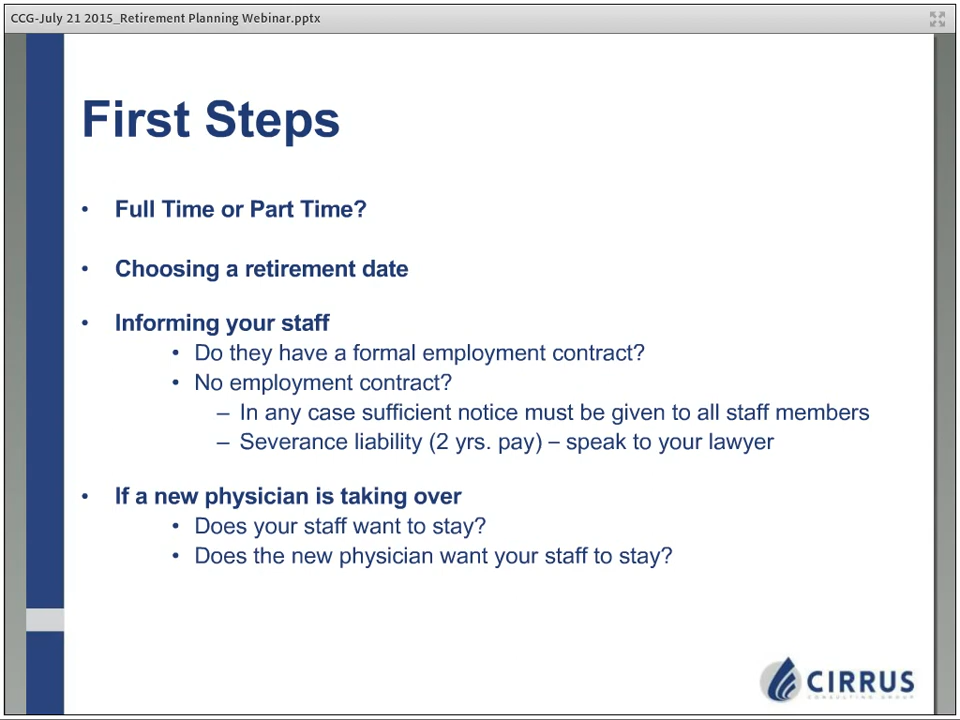 CCG-July 21 2015_Retirement Planning Webinar.pptx
First Steps
• Full Time or Part Time?
• Choosing a retirement date
• Informing your staff
• Do they have a formal employment contract?
• No employment contract?
– In any case sufficient notice must be given to all staff members
– Severance liability (2 yrs. pay) – speak to your lawyer
• If a new physician is taking over
• Does your staff want to stay?
• Does the new physician want your staff to stay?
CIRRUS
CONSULTING GROUP